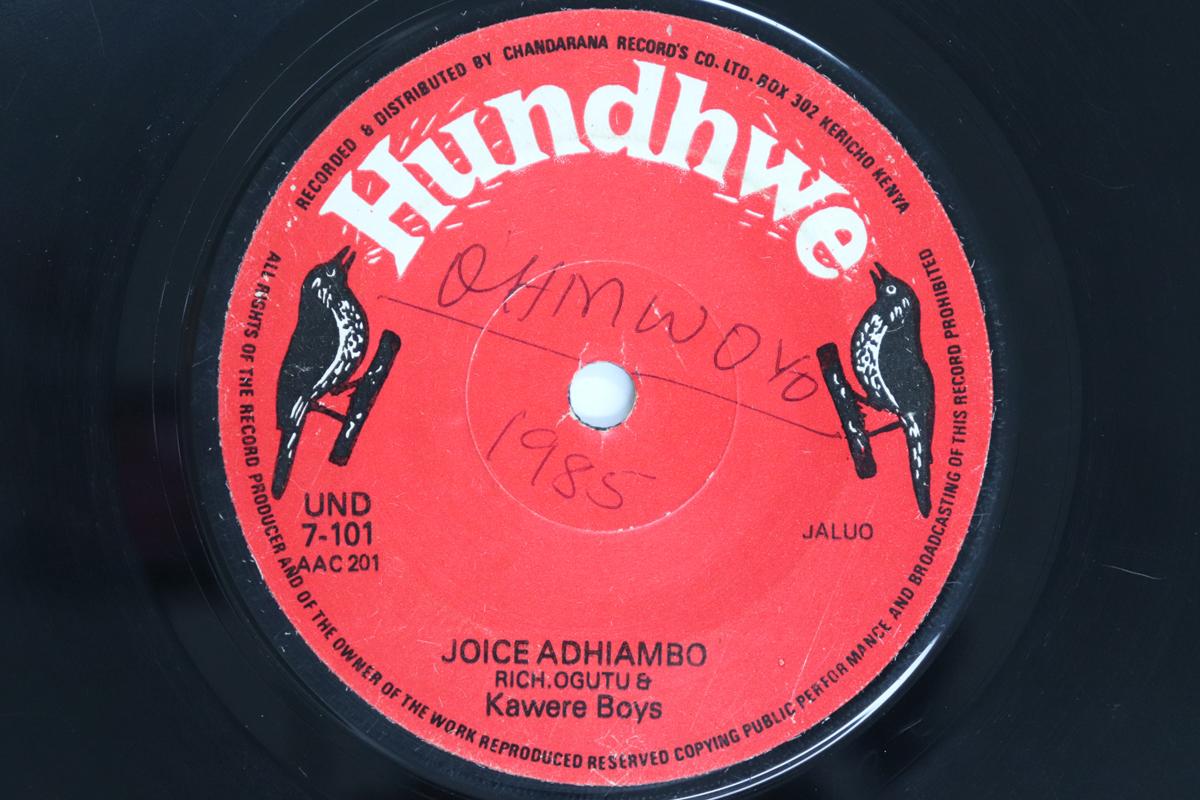 RECORDED & DISTRIBUTED BY CHANDARANA RECORD'S CO. LTD. BOX 302 KERICHO KENYA
Hundhwe
OHMWOYO
1985
UND
7-101
AAC 201
JALUO
JOICE ADHIAMBO
RICH.OGUTU &
Kawere Boys
ALL RIGHTS OF THE RECORD PRODUCER AND OF THE OWNER OF THE WORK REPRODUCED RESERVED COPYING PUBLIC PERFORMANCE AND BROADCASTING OF THIS RECORD PROHIBITED